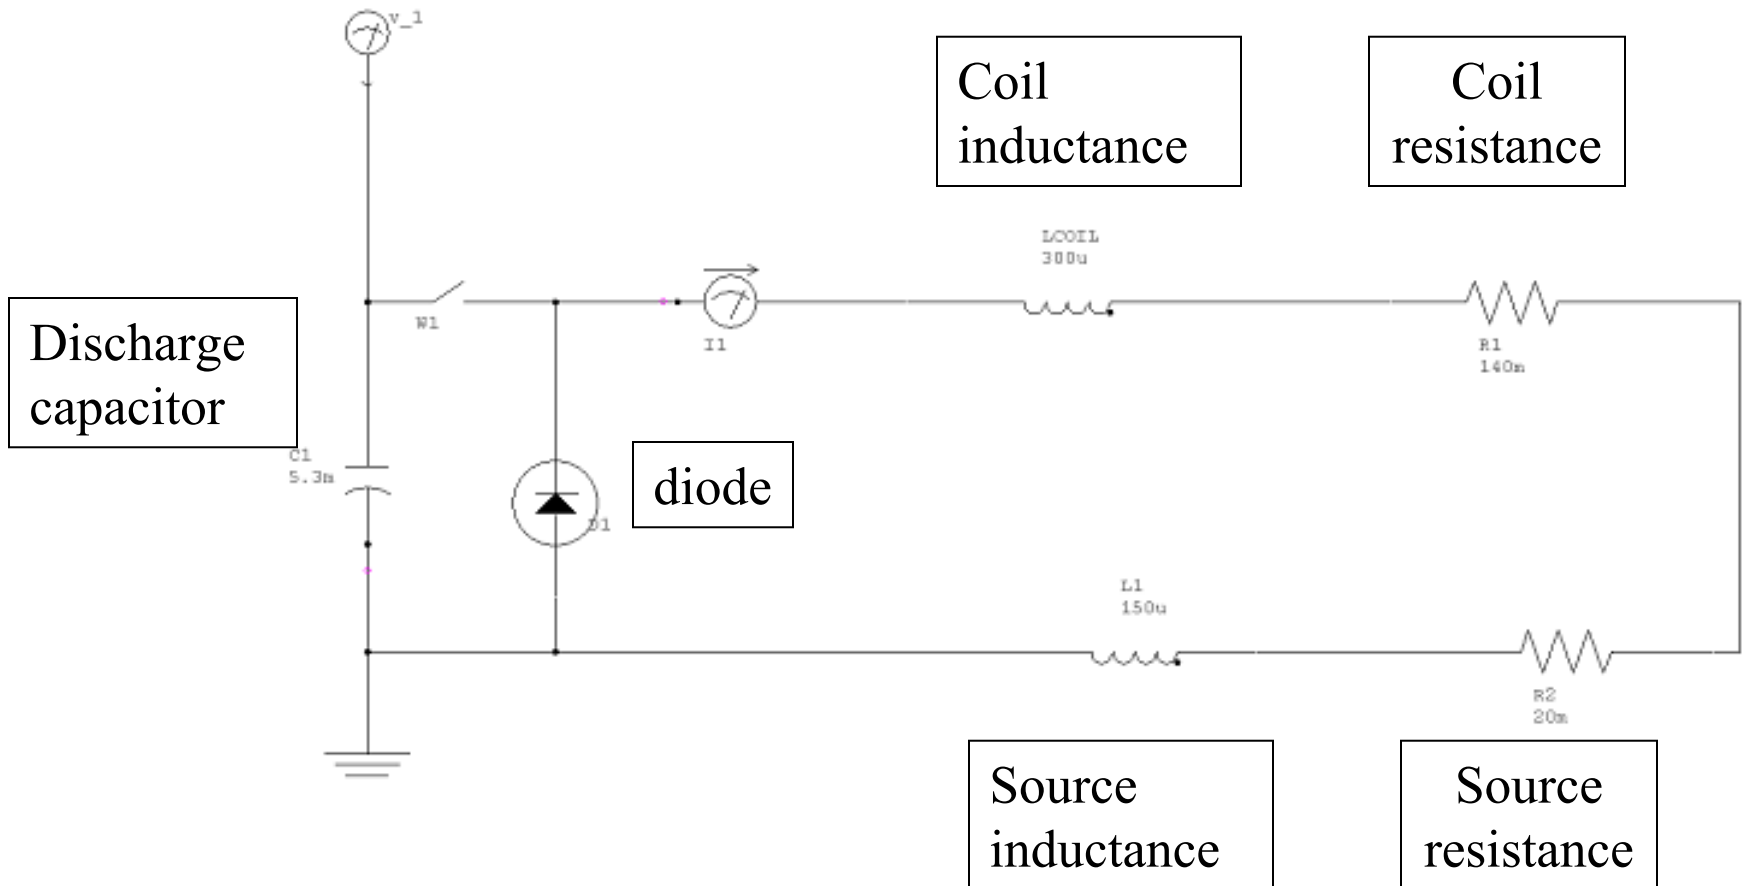 V_1
Coil
inductance
Coil
resistance
LCOIL
300u
W1
I1
R1
140m
Discharge
capacitor
C1
5.3m
diode
D1
L1
150u
R2
20m
Source
inductance
Source
resistance